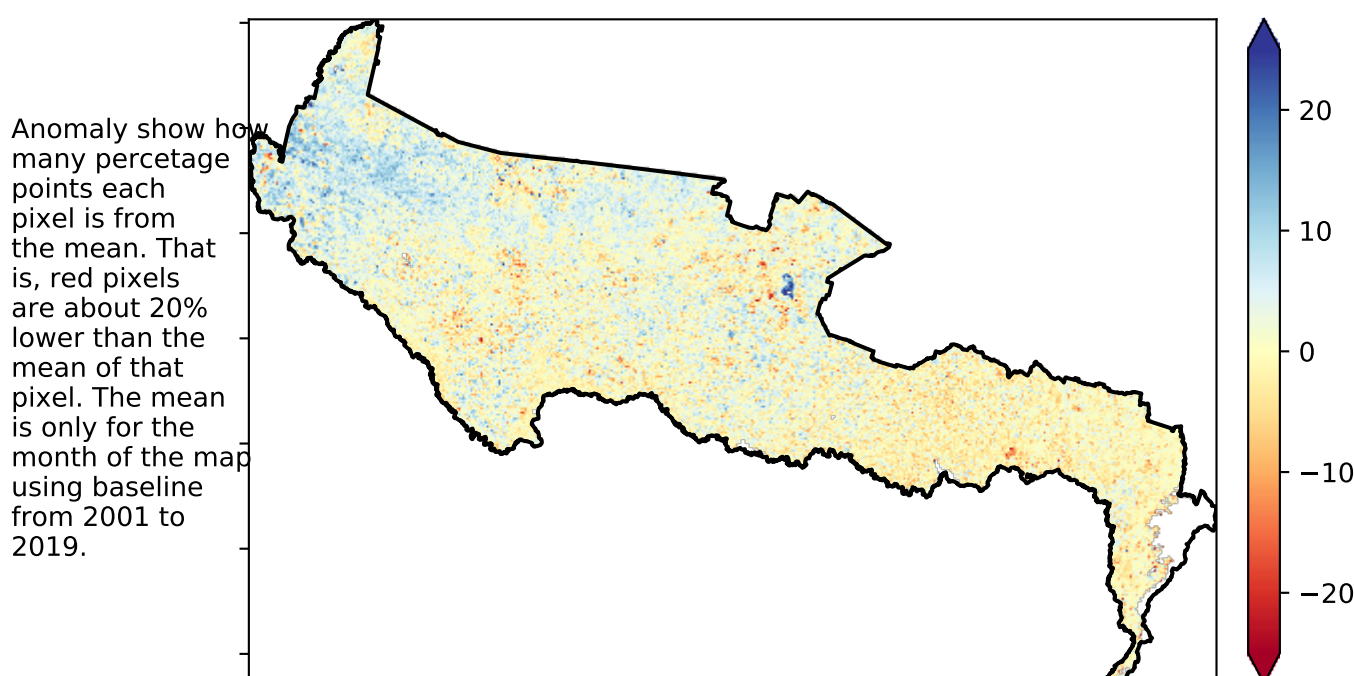 Anomaly show how
many percetage
points each
pixel is from
the mean. That
is, red pixels
are about 20%
lower than the
mean of that
pixel. The mean
is only for the
month of the map
using baseline
from 2001 to
2019.
20
10
0
−10
−20